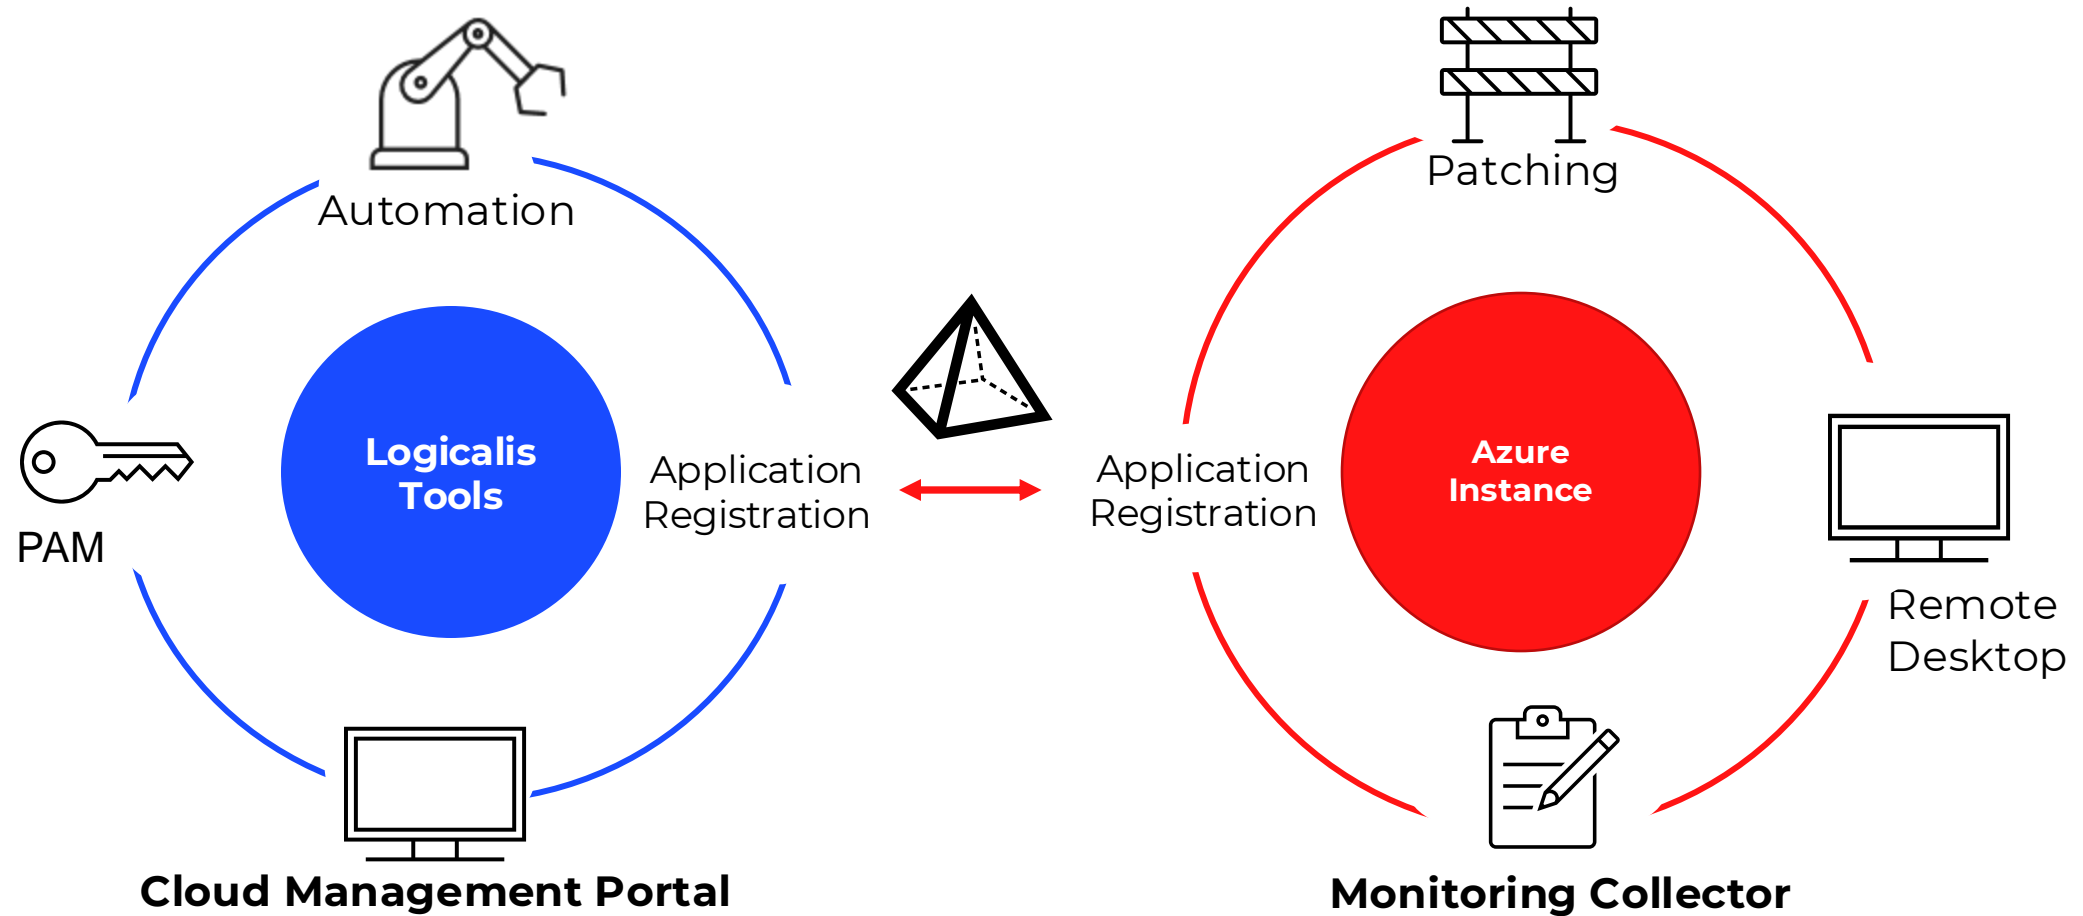 Automation
Logicalis
Tools
PAM
Application
Registration
Cloud Management Portal
Patching
Application
Registration
Azure
Instance
Remote
Desktop
Monitoring Collector